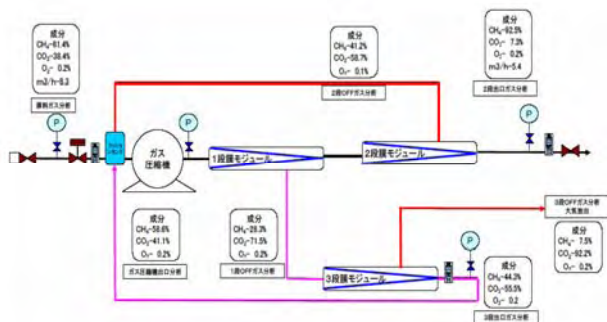 成分
CH₄-61.4%
CO₂-38.4%
O₂- 0.2%
m3/h-8.3
原料ガス分析
成分
CH₄-41.2%
CO₂-58.7%
O₂- 0.1%
2段OFFガス分析
成分
CH₄-92.5%
CO₂- 7.3%
O₂- 0.2%
m3/h-5.4
2段出口ガス分析
P
P
P
ガス
圧縮機
1段膜モジュール
2段膜モジュール
成分
CH₄-58.6%
CO₂-41.1%
O₂- 0.2%
ガス圧縮機出口分析
成分
CH₄-28.3%
CO₂-71.5%
O₂- 0.2%
1段OFFガス分析
3段膜モジュール
P
成分
CH₄-44.3%
CO₂-55.5%
O₂- 0.2
3段出口ガス分析
3段OFFガス分析
大気放出
成分
CH₄- 7.5%
CO₂-92.2%
O₂- 0.2%